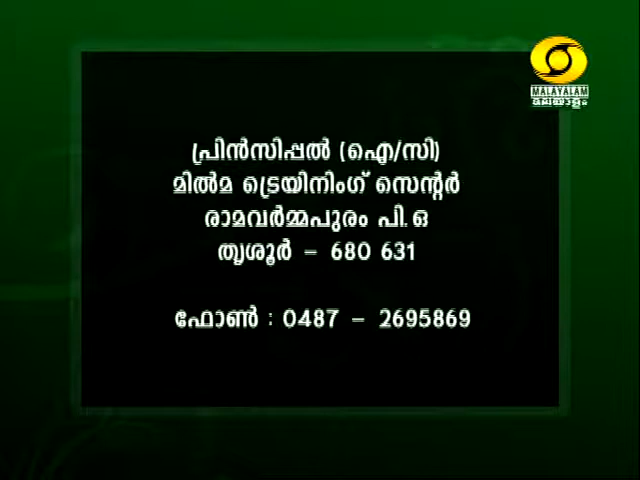 MALAYALAM
മലയാളം
പ്രിൻസിപ്പൽ (ഐ/സി)
മിൽമ ട്രെയിനിംഗ് സെന്റർ
രാമവർമ്മപുരം പി.ഒ
തൃശൂർ – 680 631
ഫോൺ : 0487 – 2695869